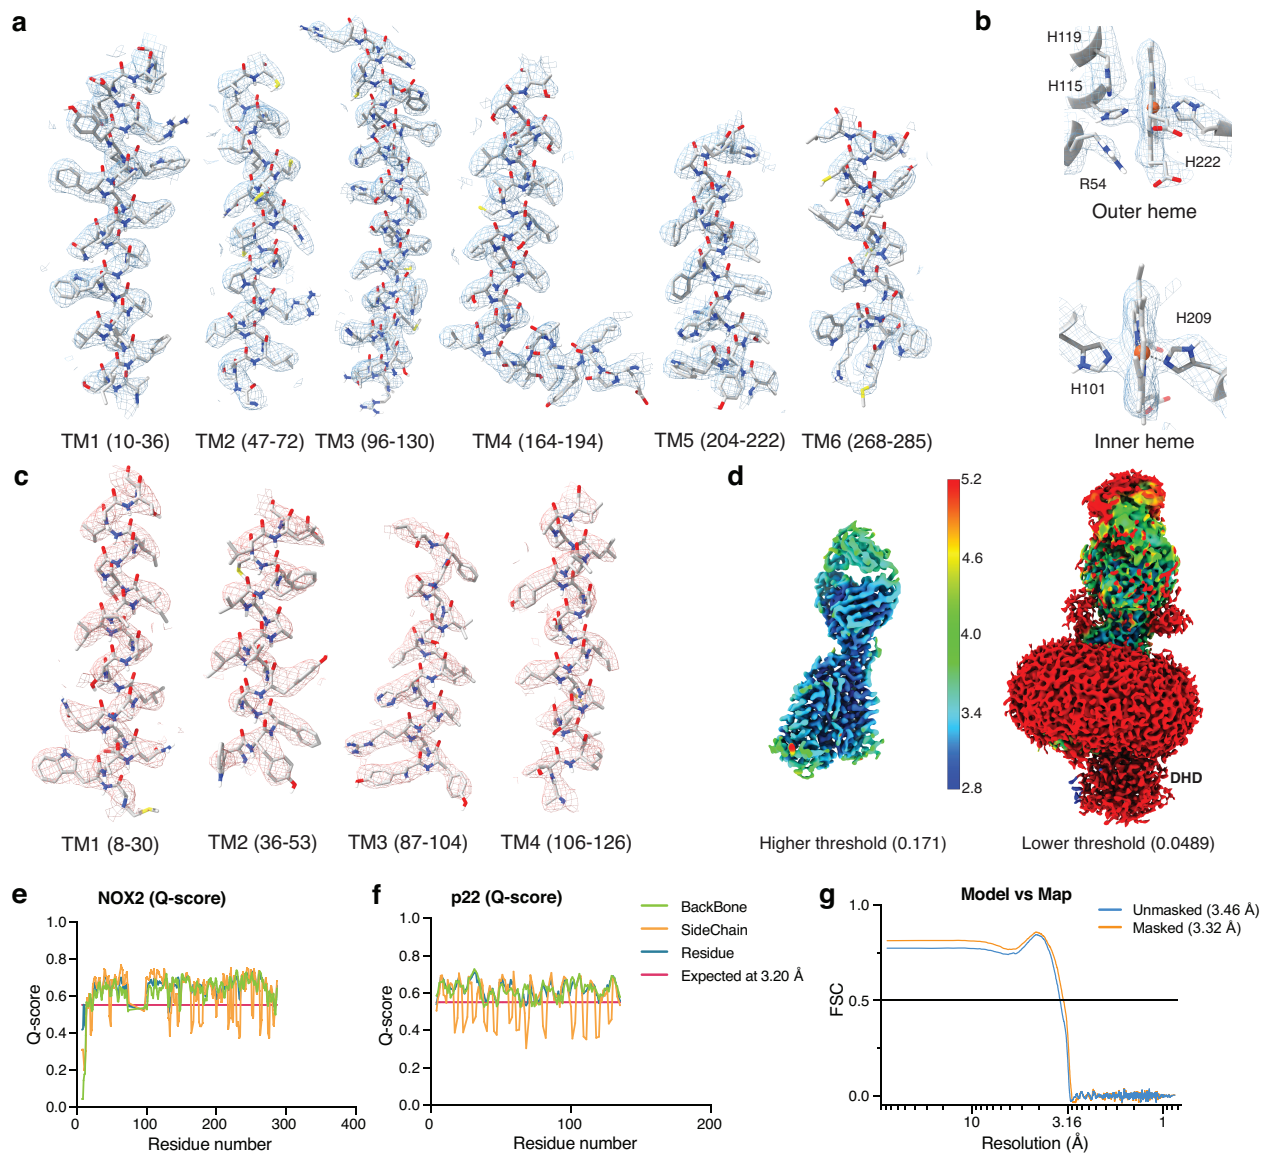 a
TM1 (10-36)
TM2 (47-72)
TM3 (96-130)
TM4 (164-194)
TM5 (204-222)
TM6 (268-285)
b
H119
H115
R54
H222
Outer heme
H209
H101
Inner heme
c
TM1 (8-30)
TM2 (36-53)
TM3 (87-104)
TM4 (106-126)
d
5.2
4.6
4.0
3.4
2.8
DHD
Higher threshold (0.171)
Lower threshold (0.0489)
e
NOX2 (Q-score)
1.0
0.8
0.6
0.4
0.2
0.0
Q-score
0
100
200
300
400
Residue number
f
p22 (Q-score)
1.0
0.8
0.6
0.4
0.2
0.0
Q-score
0
100
200
Residue number
BackBone
SideChain
Residue
Expected at 3.20 Å
g
Model vs Map
1.0
0.5
0.0
FSC
10
3.16
1
Resolution (Å)
Unmasked (3.46 Å)
Masked (3.32 Å)